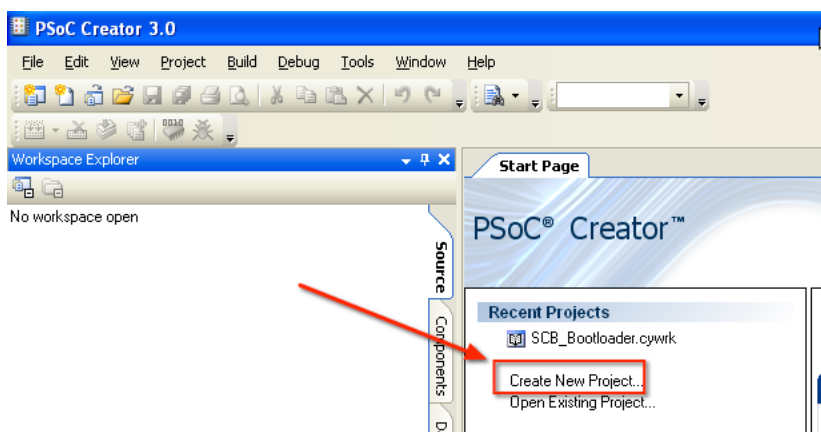 PSoC Creator 3.0
File Edit View Project Build Debug Tools Window Help
0010
Workspace Explorer
Start Page
No workspace open
PSoC® Creator™
Source
Components
Recent Projects
SCB_Bootloader.cywrk
Create New Project...
Open Existing Project...